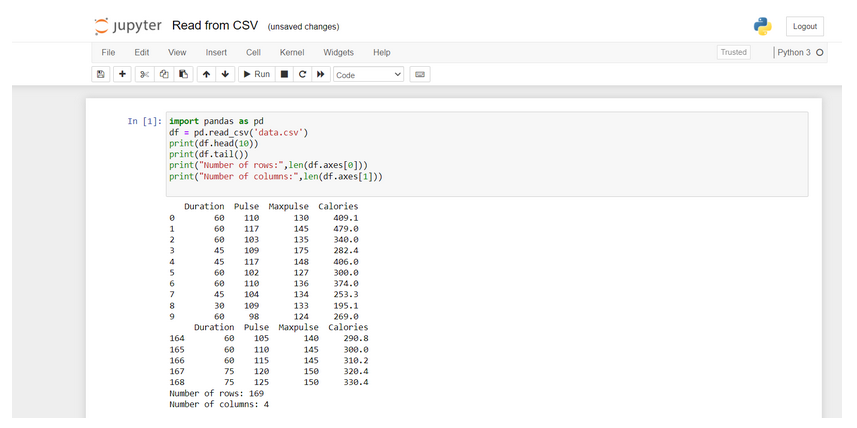 jupyter Read from CSV (unsaved changes) Logout
File Edit View Insert Cell Kernel Widgets Help Trusted Python 3
Run Code
In [1]: import pandas as pd
df = pd.read_csv('data.csv')
print(df.head(10))
print(df.tail())
print("Number of rows:",len(df.axes[0]))
print("Number of columns:",len(df.axes[1]))
Duration Pulse Maxpulse Calories
0 60 110 130 409.1
1 60 117 145 479.0
2 60 103 135 340.0
3 45 109 175 282.4
4 45 117 148 406.0
5 60 102 127 300.0
6 60 110 136 374.0
7 45 104 134 253.3
8 30 109 133 195.1
9 60 98 124 269.0
Duration Pulse Maxpulse Calories
164 60 105 140 290.8
165 60 110 145 300.0
166 60 115 145 310.2
167 75 120 150 320.4
168 75 125 150 330.4
Number of rows: 169
Number of columns: 4